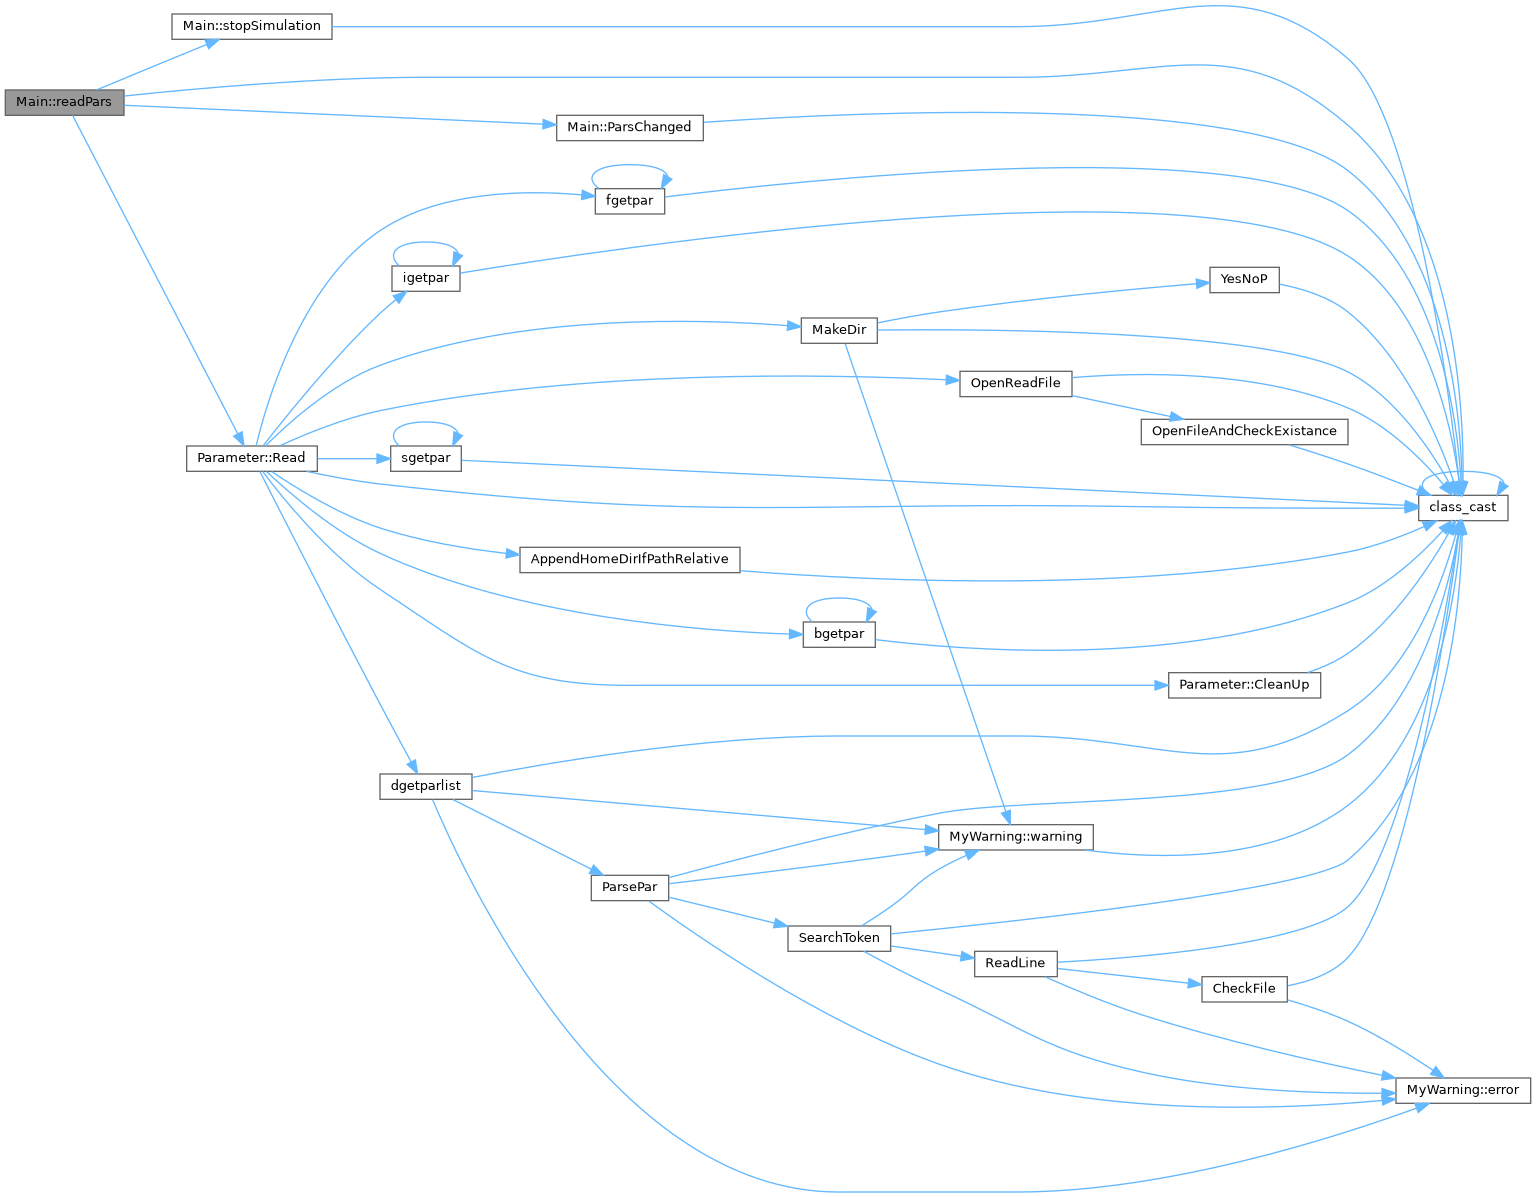 Main::stopSimulation
Main::readPars
Main::ParsChanged
fgetpar
igetpar
YesNoP
MakeDir
OpenReadFile
OpenFileAndCheckExistance
Parameter::Read
sgetpar
class_cast
AppendHomeDirIfPathRelative
bgetpar
Parameter::CleanUp
dgetparlist
MyWarning::warning
ParsePar
SearchToken
ReadLine
CheckFile
MyWarning::error